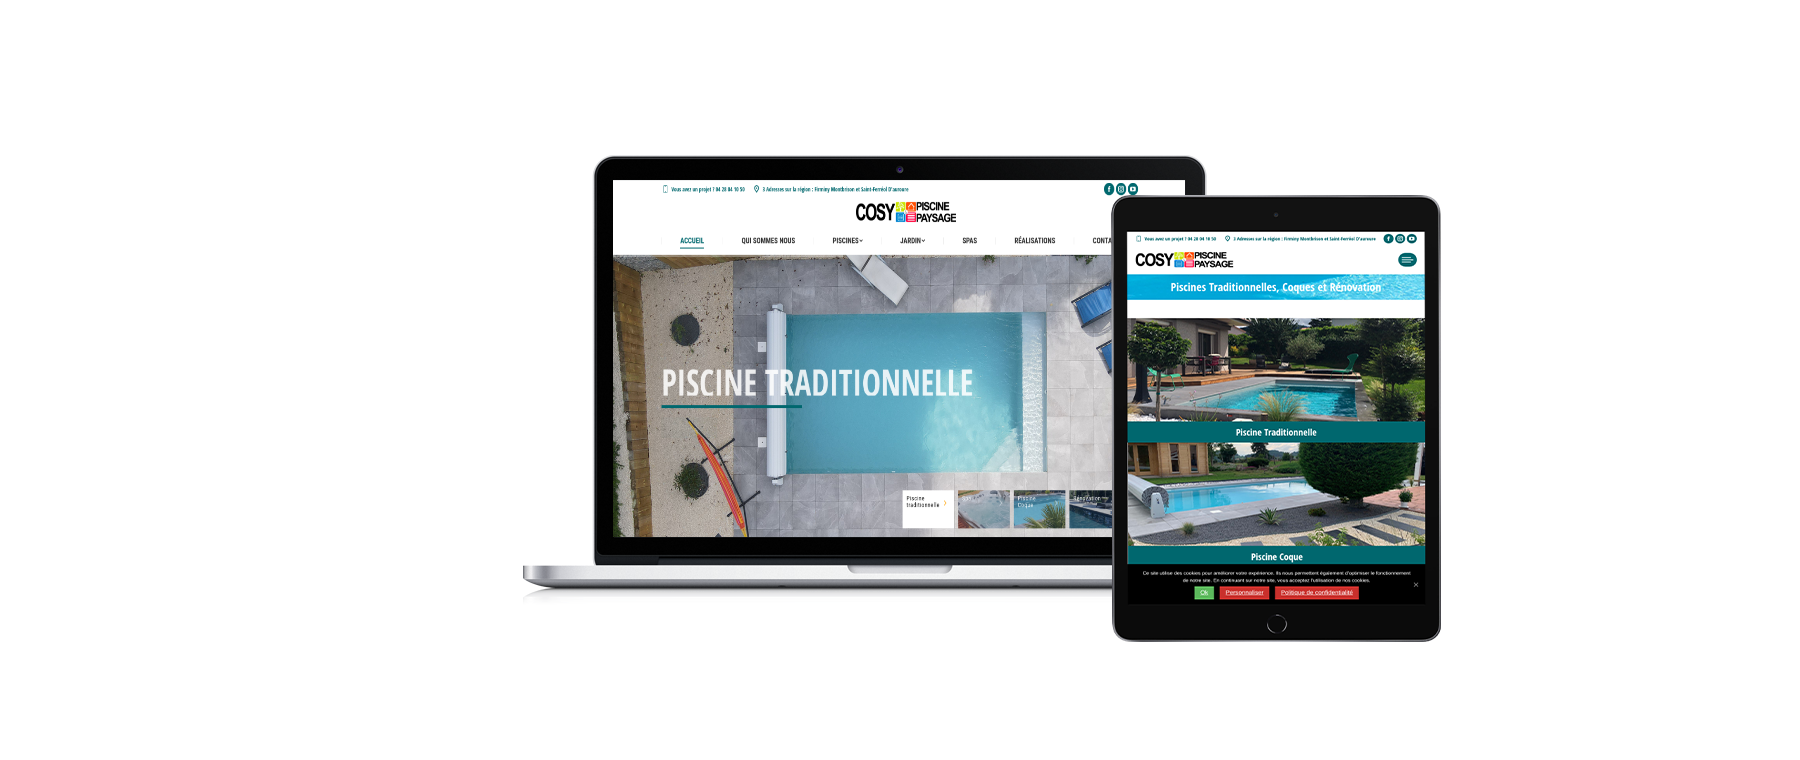 Vous avez un projet ? 04 28 04 10 50
3 Adresses sur la région : Firminy Montbrison et Saint-Ferréol D'auroure
COSY PISCINE
PAYSAGE
ACCUEIL
QUI SOMMES NOUS
PISCINES
JARDIN
SPAS
RÉALISATIONS
CONTA
PISCINE TRADITIONNELLE
Piscine
traditionnelle
Piscine
Coque
Rénovation
Vous avez un projet ? 04 28 04 10 50
3 Adresses sur la région : Firminy Montbrison et Saint-Ferréol D'auroure
COSY PISCINE
PAYSAGE
Piscines Traditionnelles, Coques et Rénovation
Piscine Traditionnelle
Piscine Coque
Ce site utilise des cookies pour améliorer votre expérience. Ils nous permettent également d'optimiser le fonctionnement
de notre site. En continuant sur notre site, vous acceptez l'utilisation de nos cookies.
Ok
Personnaliser
Politique de confidentialité